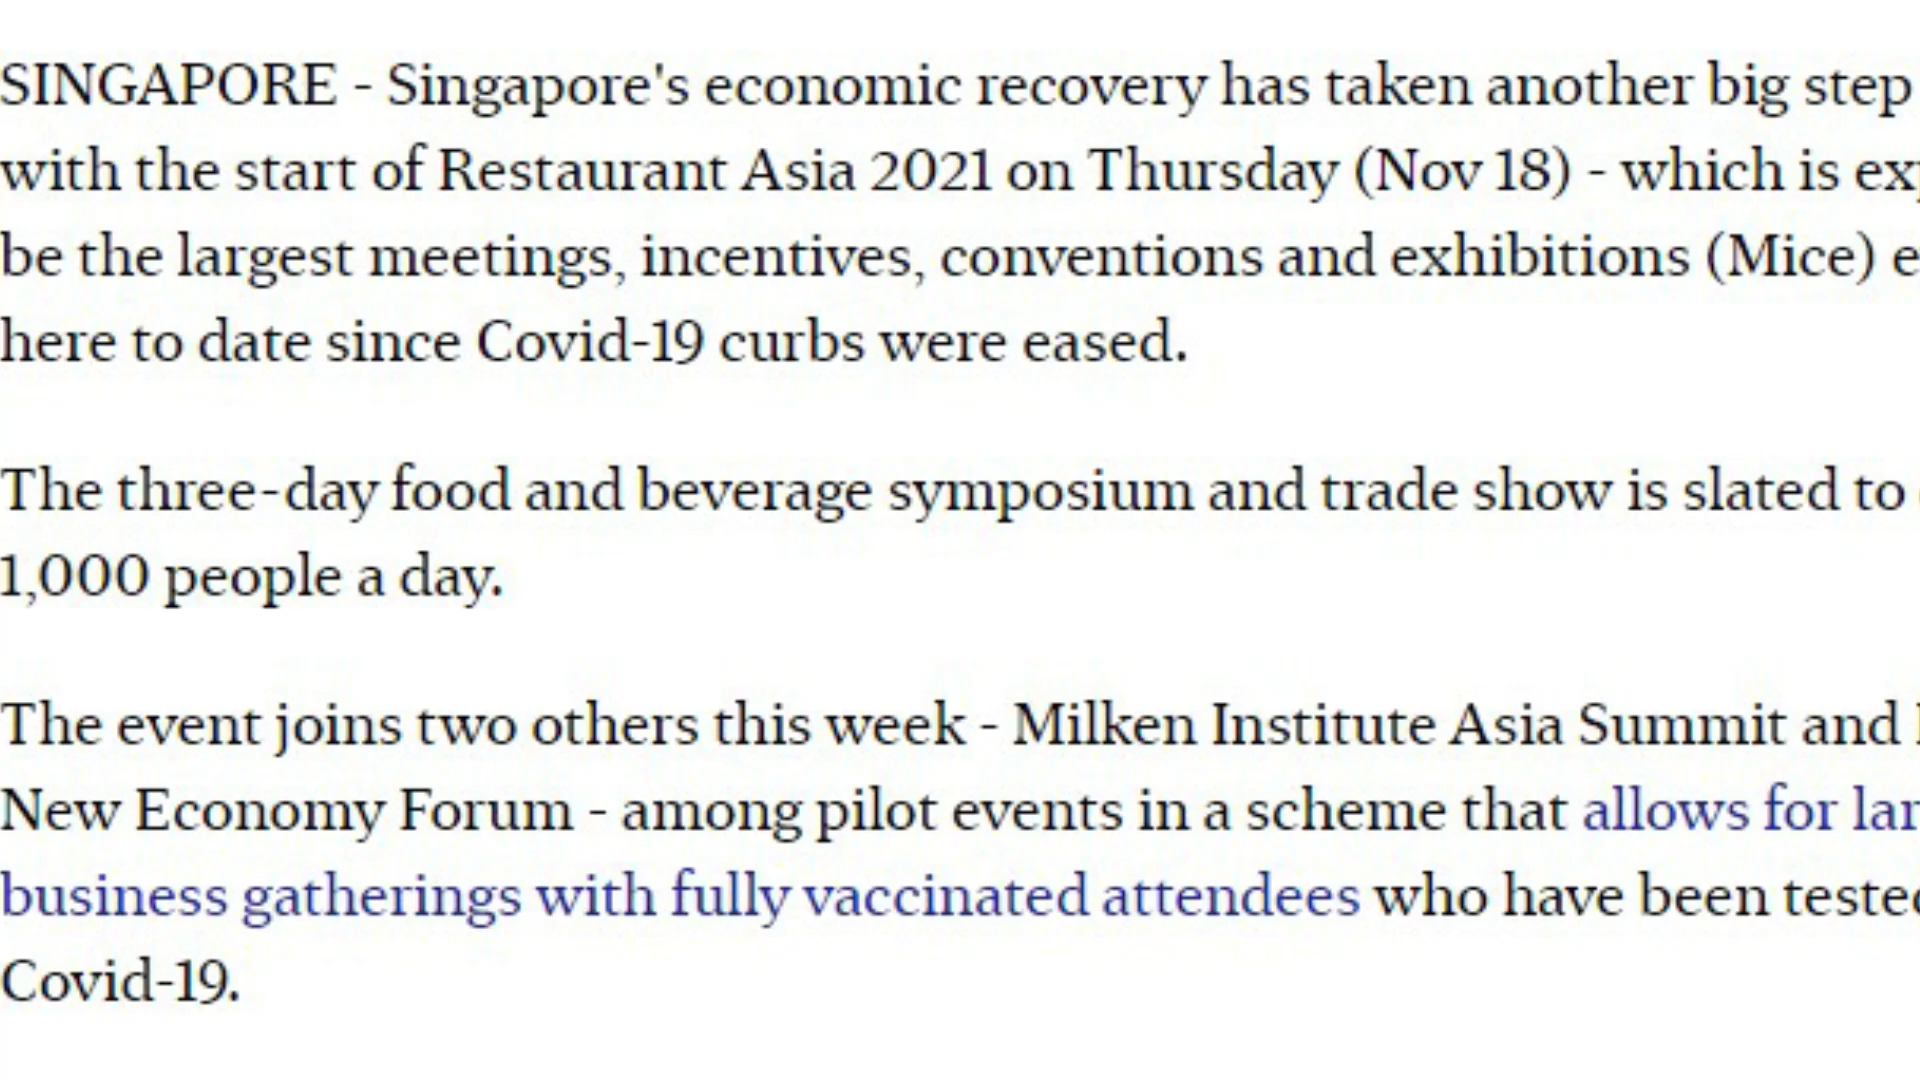 SINGAPORE - Singapore's economic recovery has taken another big step
with the start of Restaurant Asia 2021 on Thursday (Nov 18) - which is
be the largest meetings, incentives, conventions and exhibitions (Mice)
here to date since Covid-19 curbs were eased.
The three-day food and beverage symposium and trade show is slated to
1,000 people a day.
The event joins two others this week - Milken Institute Asia Summit and
New Economy Forum - among pilot events in a scheme that allows for
business gatherings with fully vaccinated attendees who have been
Covid-19.